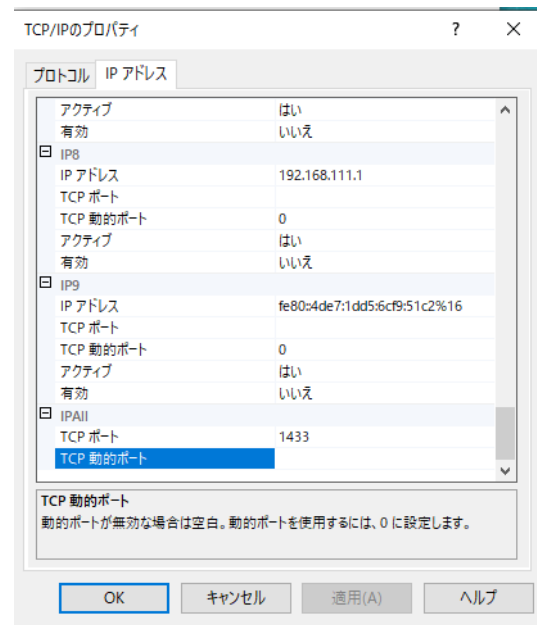 TCP/IPのプロパティ ? ×
プロトコル IP アドレス
アクティブ はい
有効 いいえ
IP8
IP アドレス 192.168.111.1
TCP ポート
TCP 動的ポート 0
アクティブ はい
有効 いいえ
IP9
IP アドレス fe80::4de7:1dd5:6cf9:51c2%16
TCP ポート
TCP 動的ポート 0
アクティブ はい
有効 いいえ
IPAll
TCP ポート 1433
TCP 動的ポート
TCP 動的ポート
動的ポートが無効な場合は空白。動的ポートを使用するには、0 に設定します。
OK キャンセル 適用(A) ヘルプ